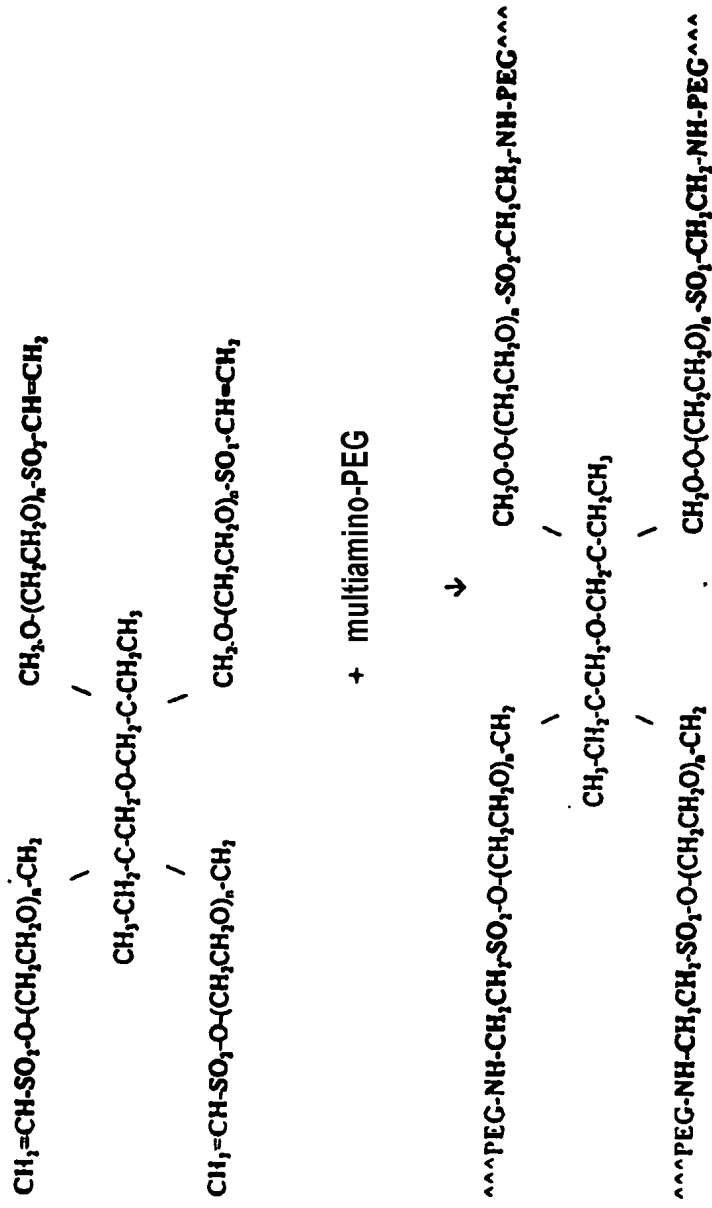 CH₂=CH-SO₂-O-(CH₂CH₂O)ₙ-CH₂ CH₂-O-(CH₂CH₂O)ₙ-SO₂-CH=CH₂
\ /
CH₃-CH₂-C-CH₂-O-CH₂-C-CH₂CH₃
/ \
CH₂=CH-SO₂-O-(CH₂CH₂O)ₙ-CH₂ CH₂-O-(CH₂CH₂O)ₙ-SO₂-CH=CH₂
+ multiamino-PEG
→
^^^PEG-NH-CH₂CH₂-SO₂-O-(CH₂CH₂O)ₙ-CH₂ CH₂O-O-(CH₂CH₂O)ₙ-SO₂-CH₂CH₂-NH-PEG^^^
\ /
CH₃-CH₂-C-CH₂-O-CH₂-C-CH₂CH₃
/ \
^^^PEG-NH-CH₂CH₂-SO₂-O-(CH₂CH₂O)ₙ-CH₂ CH₂O-O-(CH₂CH₂O)ₙ-SO₂-CH₂CH₂-NH-PEG^^^